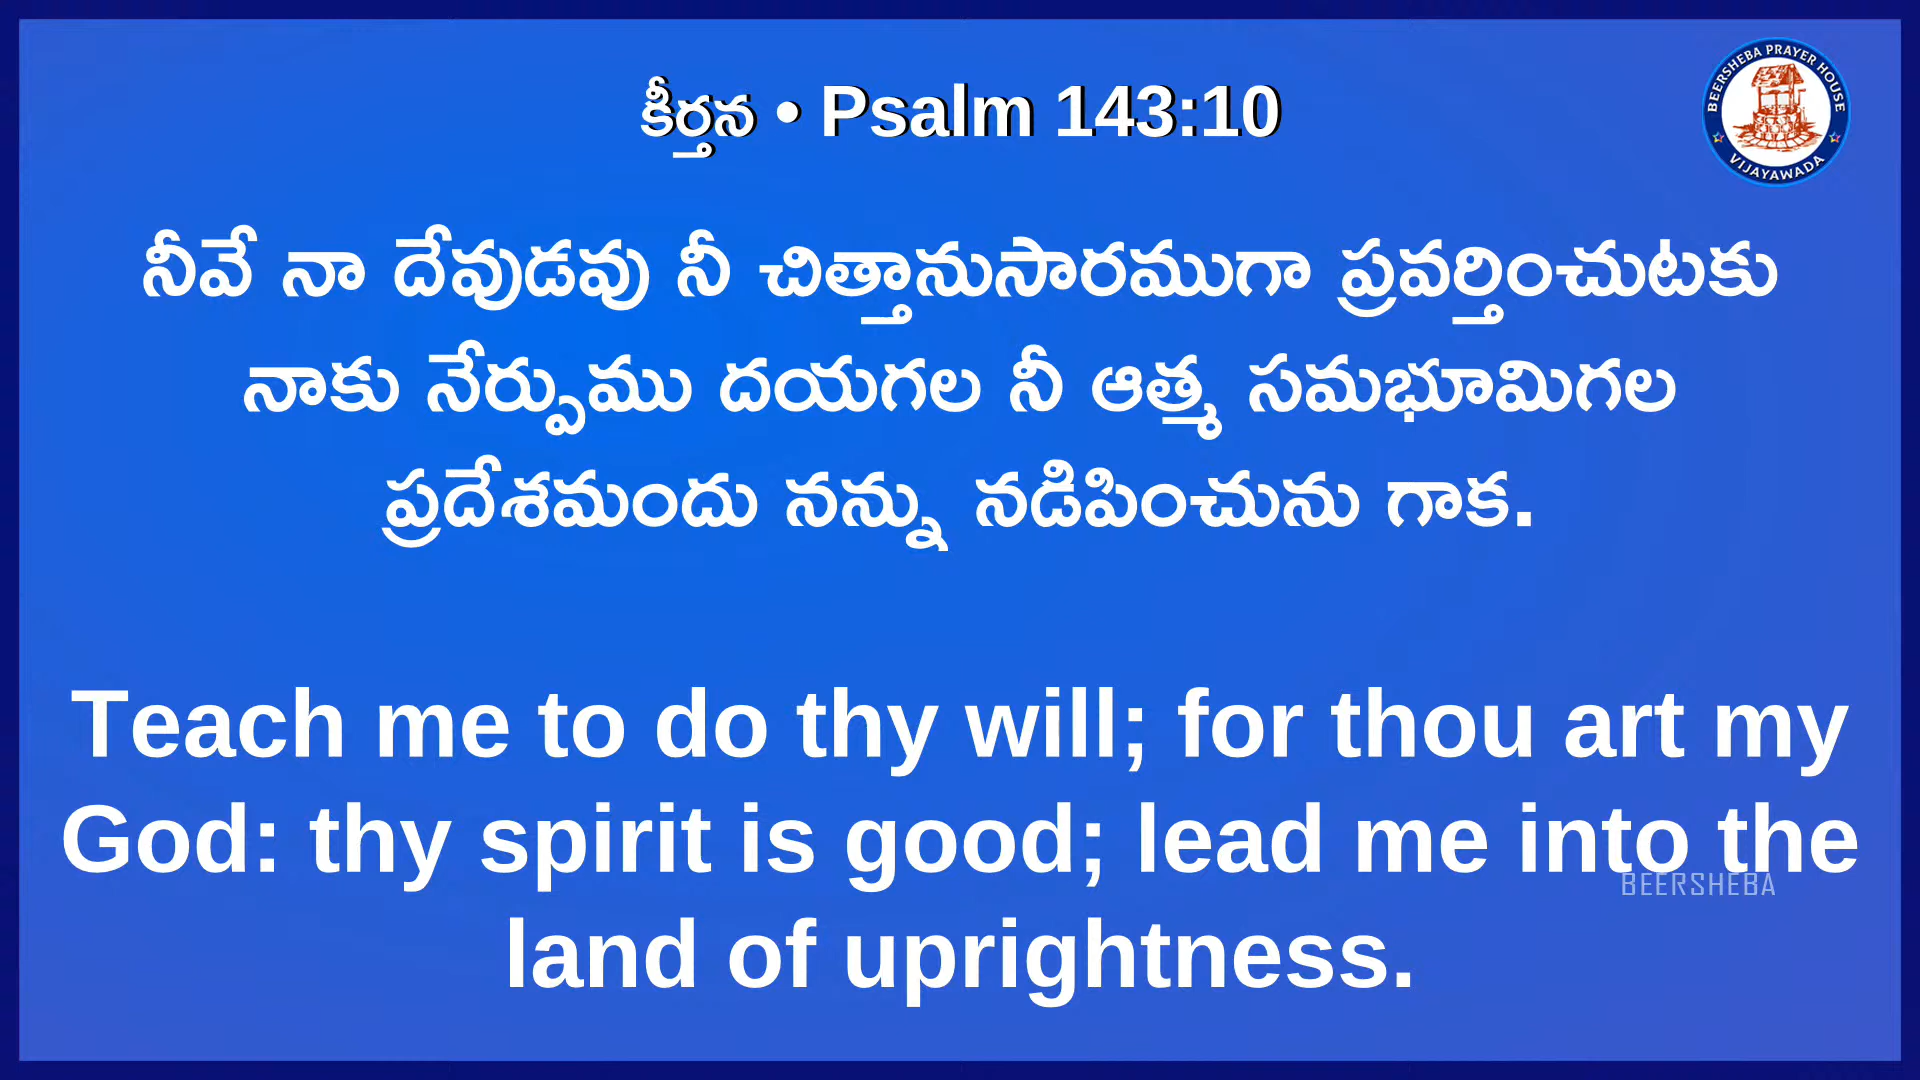 కీర్తన • Psalm 143:10
BEERSHEBA PRAYER HOUSE
VIJAYAWADA
నీవే నా దేవుడవు నీ చిత్తానుసారముగా ప్రవర్తించుటకు
నాకు నేర్పుము దయగల నీ ఆత్మ సమభూమిగల
ప్రదేశమందు నన్ను నడిపించును గాక.
Teach me to do thy will; for thou art my
God: thy spirit is good; lead me into the
BEERSHEBA
land of uprightness.